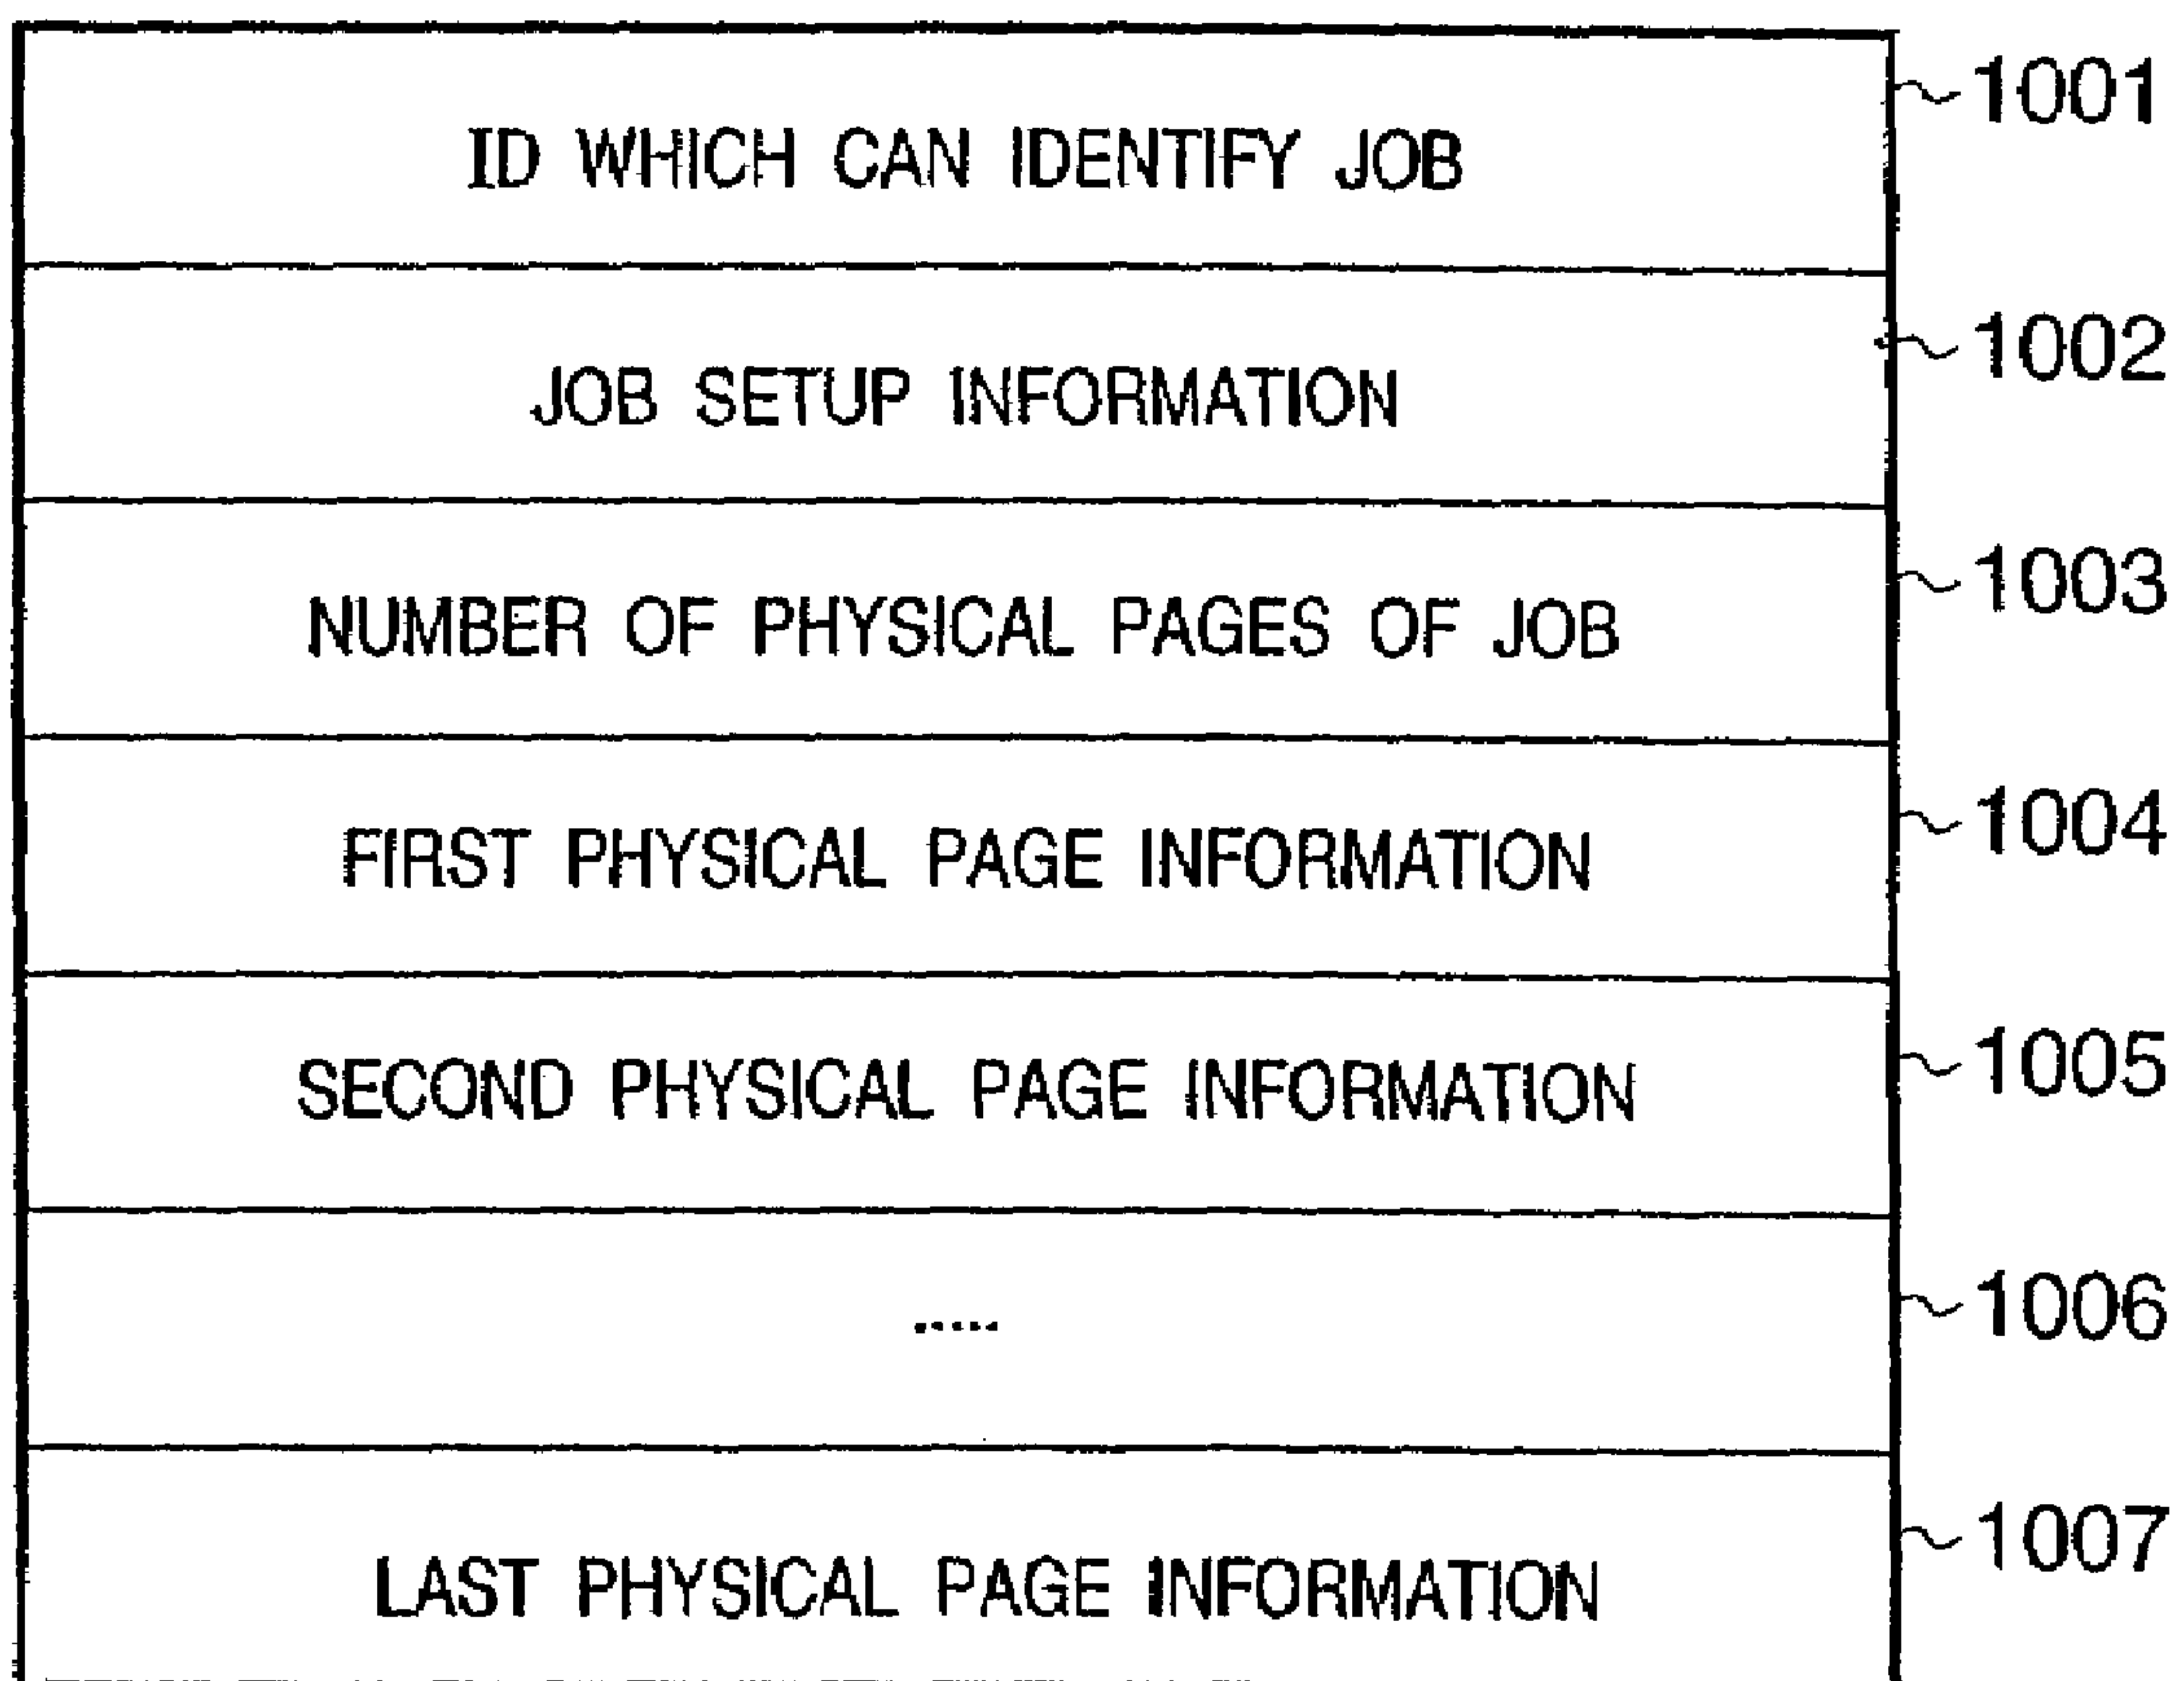 ID WHICH CAN IDENTIFY JOB 1001
JOB SETUP INFORMATION 1002
NUMBER OF PHYSICAL PAGES OF JOB 1003
FIRST PHYSICAL PAGE INFORMATION 1004
SECOND PHYSICAL PAGE INFORMATION 1005
..... 1006
LAST PHYSICAL PAGE INFORMATION 1007